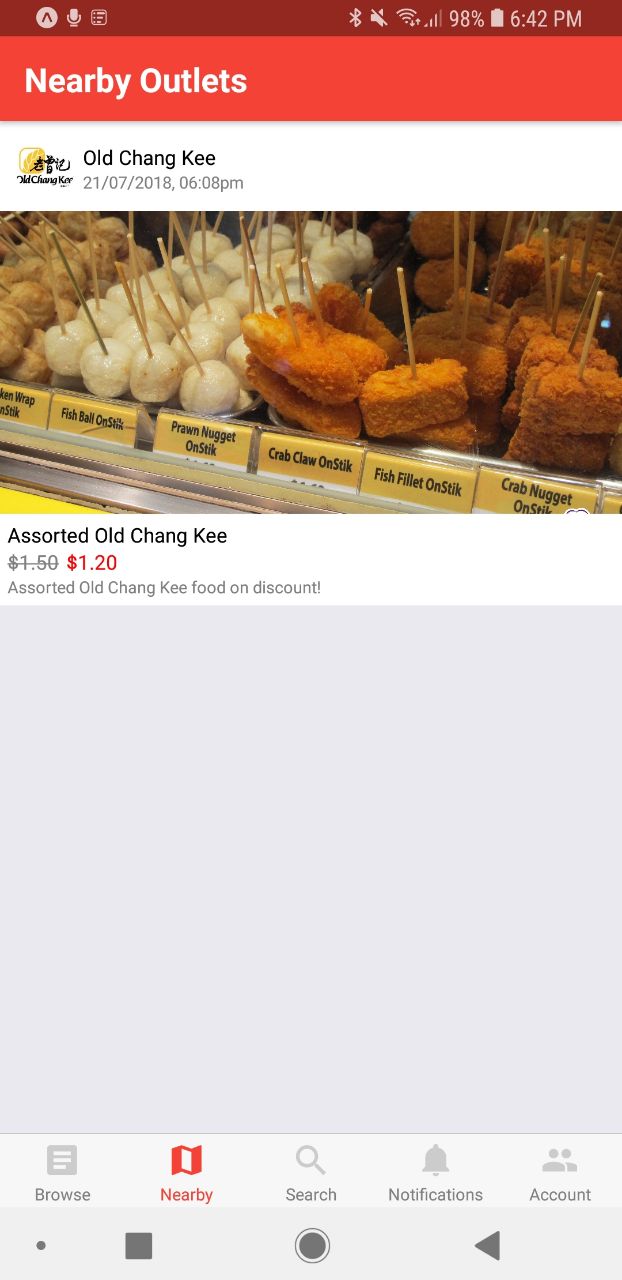 98% 6:42 PM
Nearby Outlets
老曾记
Old Chang Kee
Old Chang Kee
21/07/2018, 06:08pm
ken Wrap
nStik
Fish Ball OnStik
Prawn Nugget
OnStik
Crab Claw OnStik
Fish Fillet OnStik
Crab Nugget
OnStik
Assorted Old Chang Kee
$1.50 $1.20
Assorted Old Chang Kee food on discount!
Browse
Nearby
Search
Notifications
Account